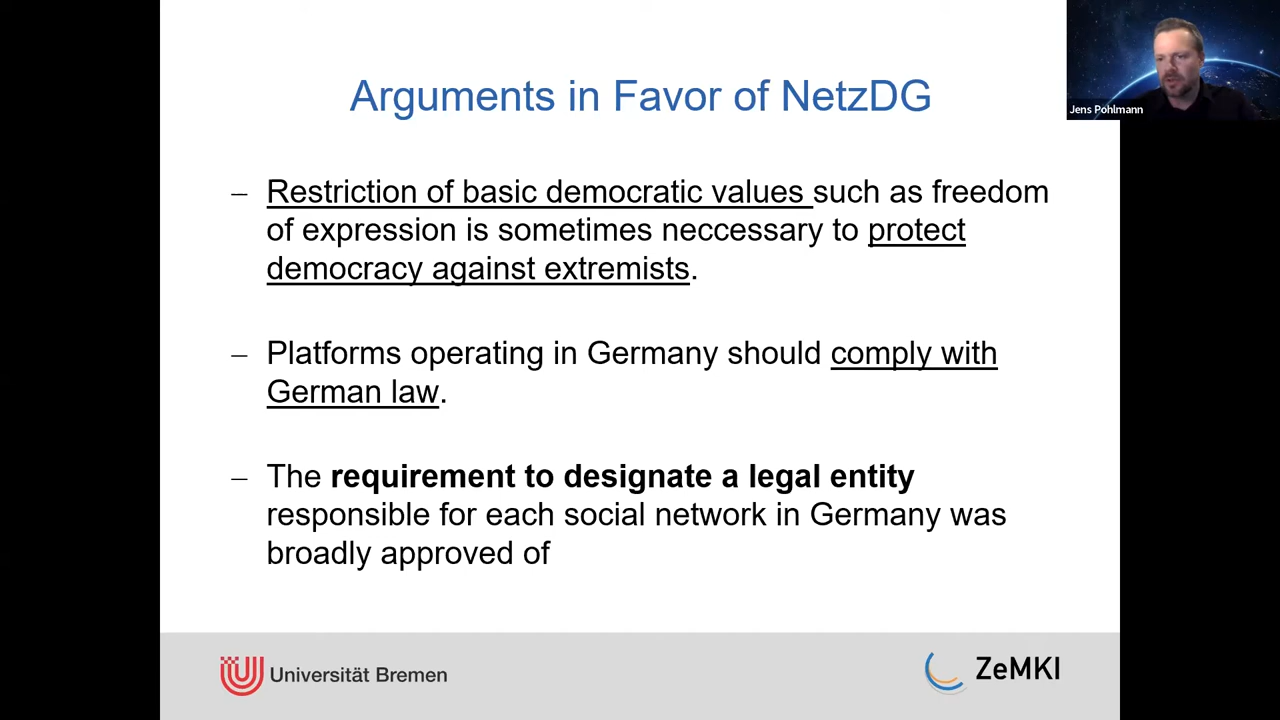 Arguments in Favor of NetzDG
Jens Pohlmann
– Restriction of basic democratic values such as freedom
of expression is sometimes neccessary to protect
democracy against extremists.
– Platforms operating in Germany should comply with
German law.
– The requirement to designate a legal entity
responsible for each social network in Germany was
broadly approved of
Universität Bremen
ZeMKI